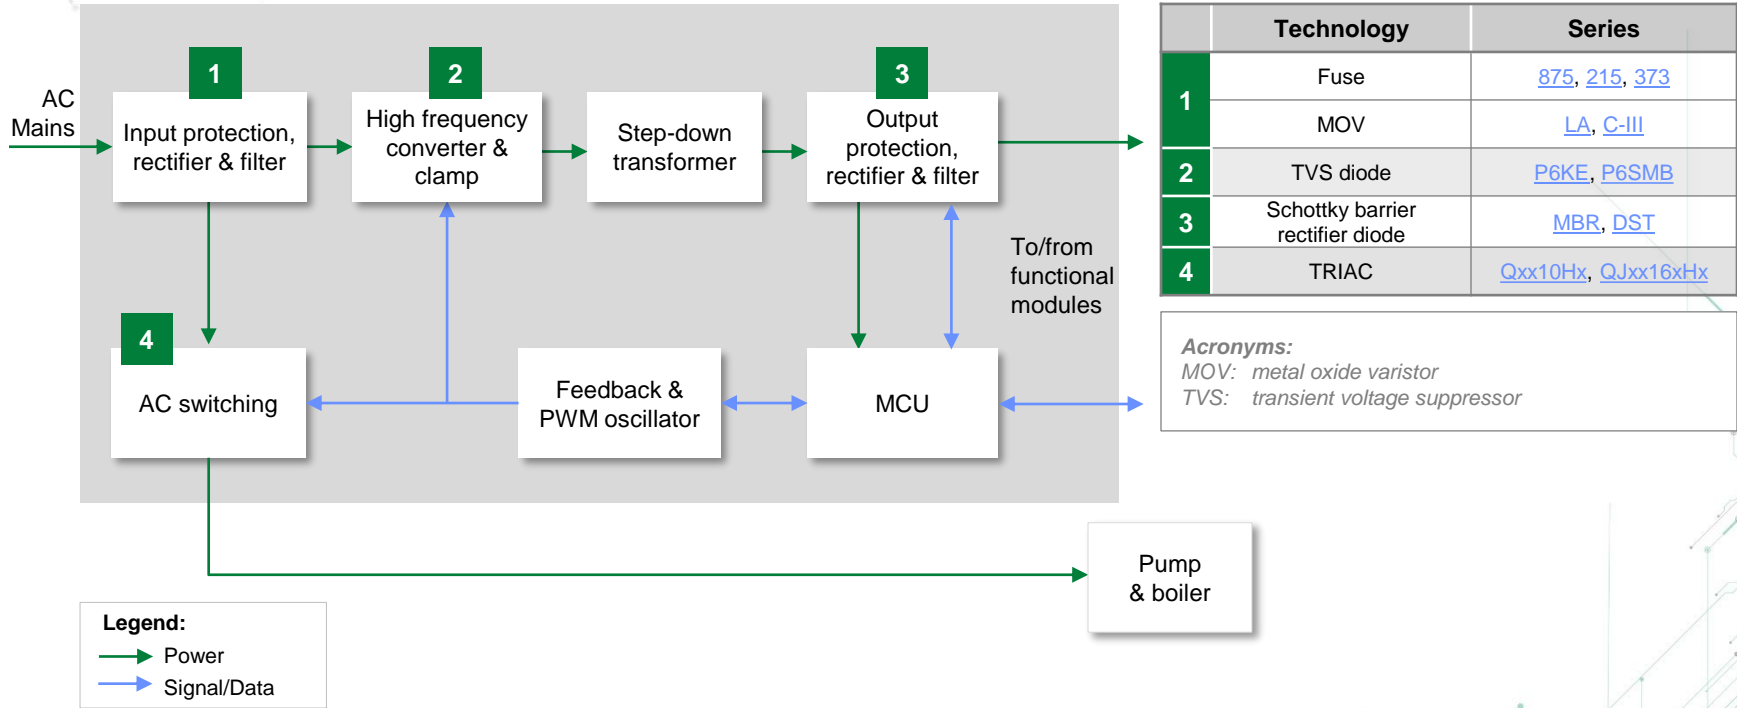 AC
Mains
1
Input protection,
rectifier & filter
2
High frequency
converter &
clamp
Step-down
transformer
3
Output
protection,
rectifier & filter
To/from
functional
modules
4
AC switching
Feedback &
PWM oscillator
MCU
Pump
& boiler
Legend:
Power
Signal/Data
Technology Series
1
Fuse 875, 215, 373
MOV LA, C-III
2 TVS diode P6KE, P6SMB
3 Schottky barrier
rectifier diode MBR, DST
4 TRIAC Qxx10Hx, QJxx16xHx
Acronyms:
MOV: metal oxide varistor
TVS: transient voltage suppressor